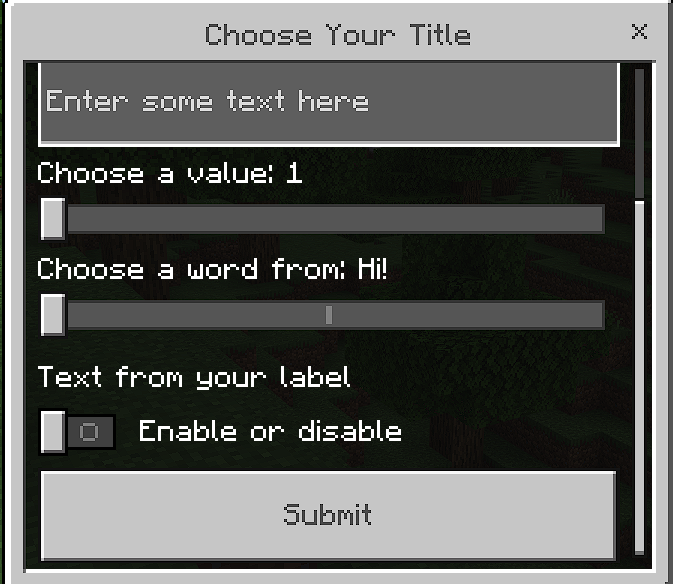 Choose Your Title
Enter some text here
Choose a value: 1
Choose a word from: Hi!
Text from your label
Enable or disable
Submit